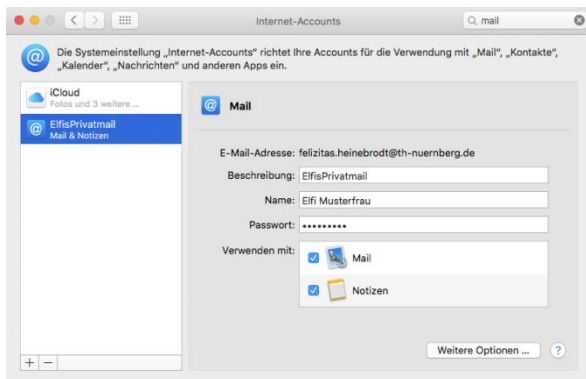 Internet-Accounts
mail
Die Systemeinstellung „Internet-Accounts“ richtet Ihre Accounts für die Verwendung mit „Mail“, „Kontakte“,
„Kalender“, „Nachrichten“ und anderen Apps ein.
iCloud
Fotos und 3 weitere ...
ElfisPrivatmail
Mail & Notizen
Mail
E-Mail-Adresse: felizitas.heinebrodt@th-nuernberg.de
Beschreibung: ElfisPrivatmail
Name: Elfi Musterfrau
Passwort: •••••••••
Verwenden mit:
Mail
Notizen
Weitere Optionen ... ?
+ −